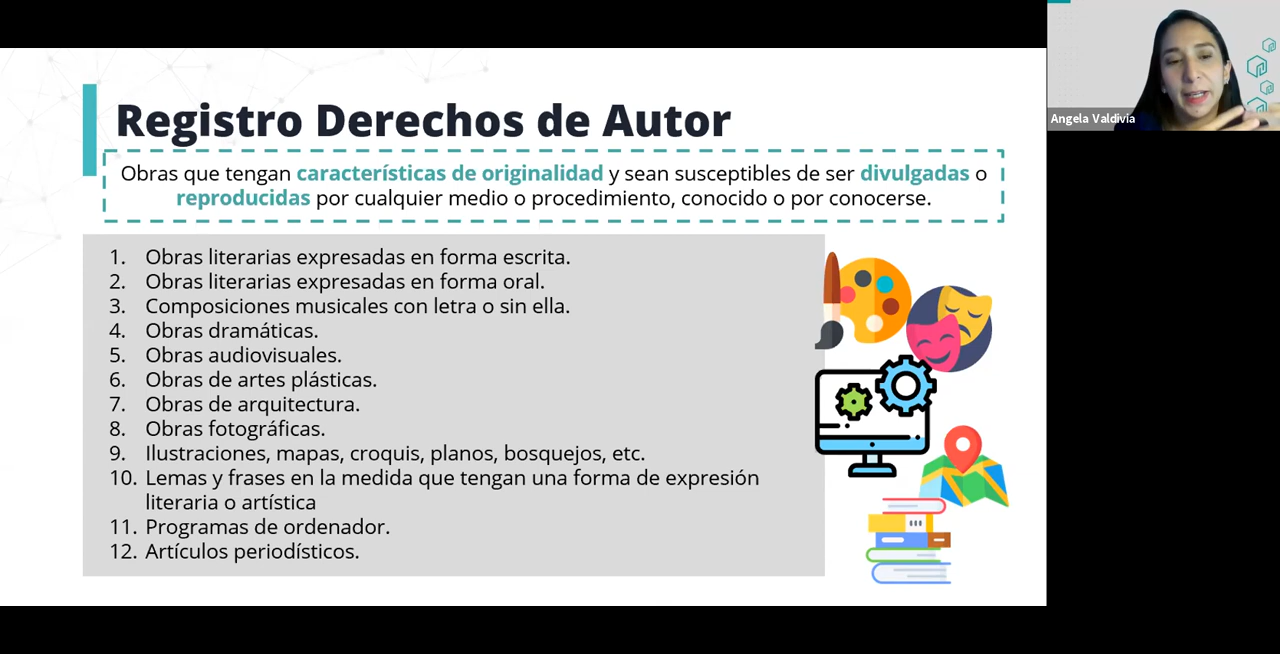 Registro Derechos de Autor
Obras que tengan características de originalidad y sean susceptibles de ser divulgadas o
reproducidas por cualquier medio o procedimiento, conocido o por conocerse.
1. Obras literarias expresadas en forma escrita.
2. Obras literarias expresadas en forma oral.
3. Composiciones musicales con letra o sin ella.
4. Obras dramáticas.
5. Obras audiovisuales.
6. Obras de artes plásticas.
7. Obras de arquitectura.
8. Obras fotográficas.
9. Ilustraciones, mapas, croquis, planos, bosquejos, etc.
10. Lemas y frases en la medida que tengan una forma de expresión
literaria o artística
11. Programas de ordenador.
12. Artículos periodísticos.
Angela Valdivia